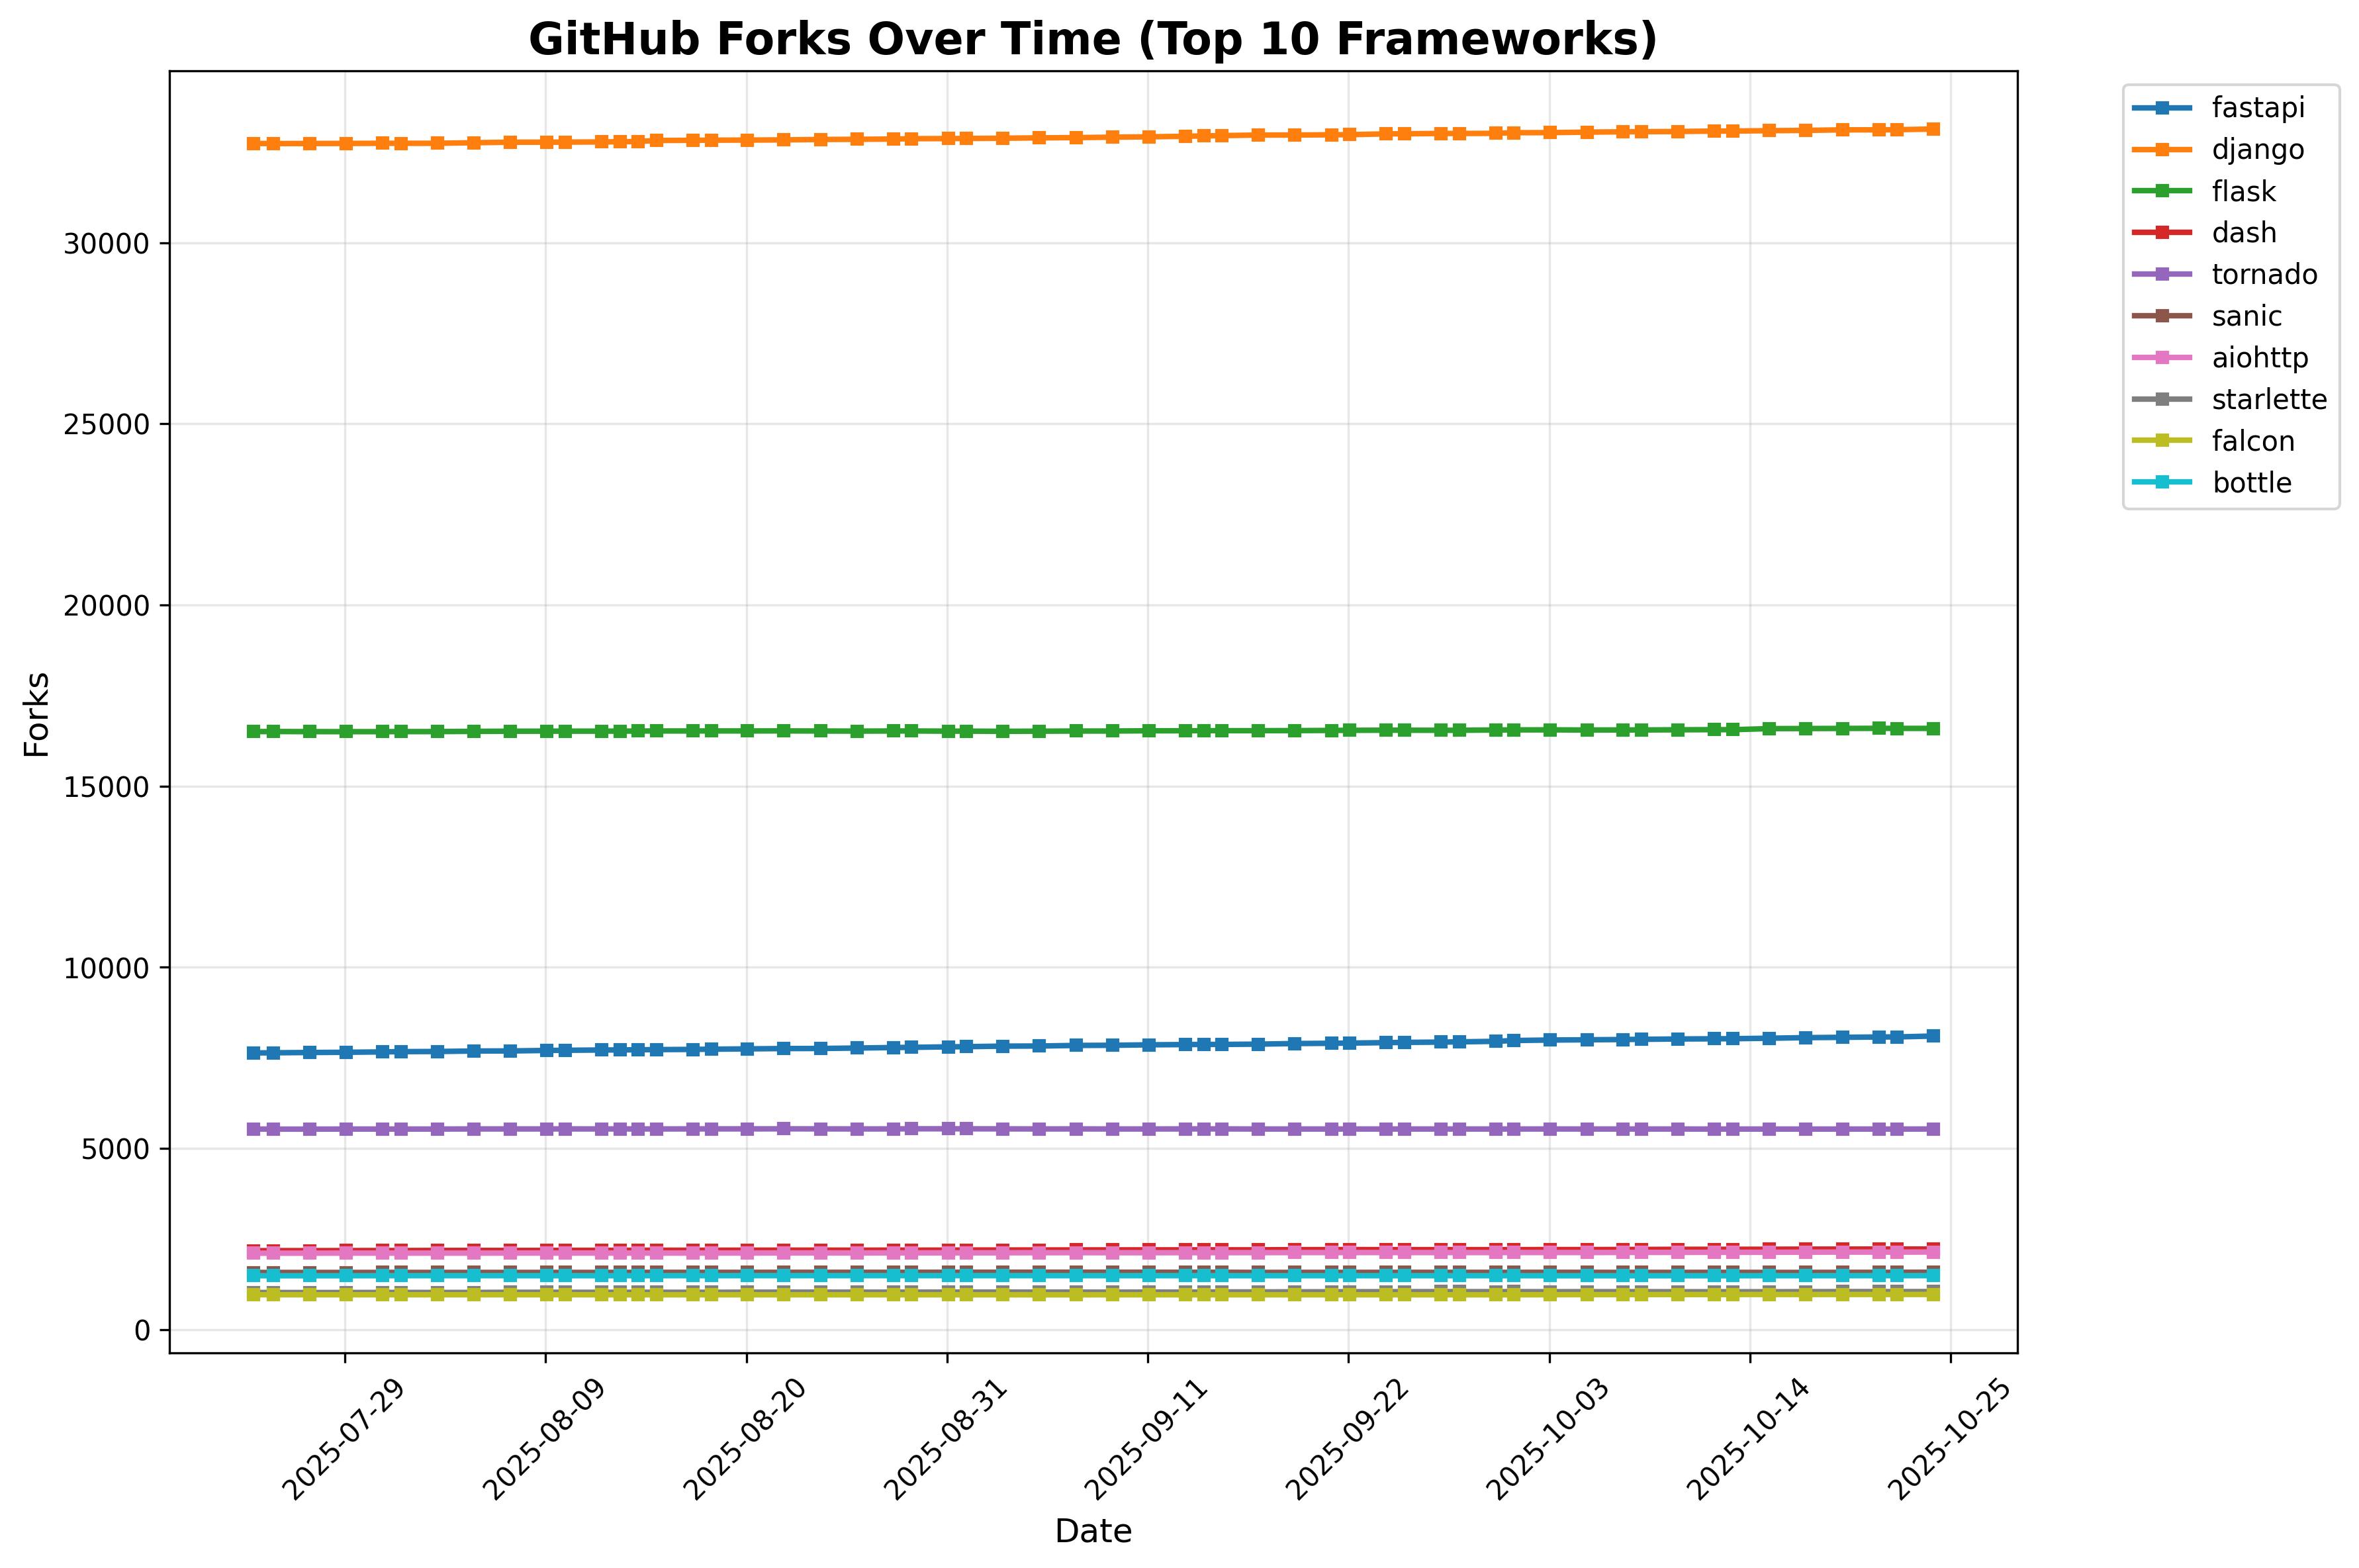 GitHub Forks Over Time (Top 10 Frameworks)
Forks
30000
25000
20000
15000
10000
5000
0
2025-07-29
2025-08-09
2025-08-20
2025-08-31
2025-09-11
2025-09-22
2025-10-03
2025-10-14
2025-10-25
Date
fastapi
django
flask
dash
tornado
sanic
aiohttp
starlette
falcon
bottle